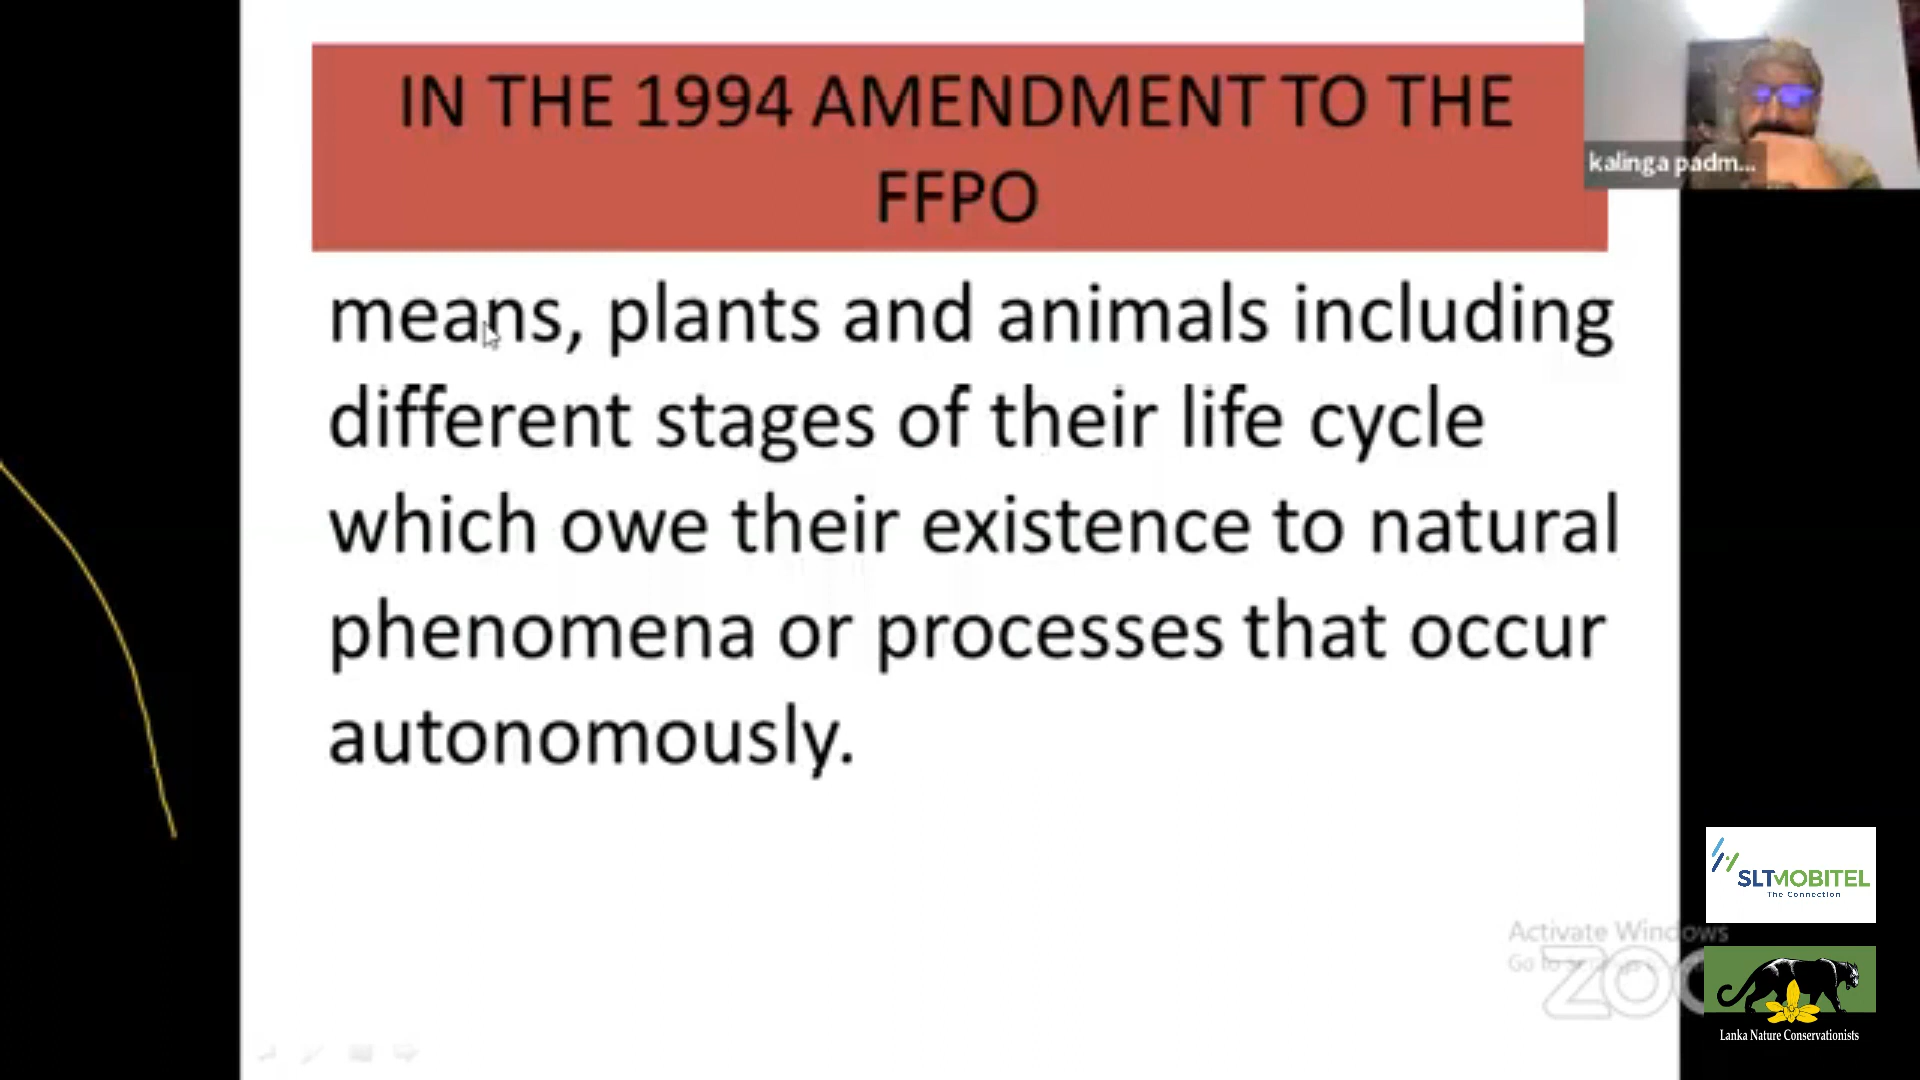 IN THE 1994 AMENDMENT TO THE
FFPO
kalinga padm...
means, plants and animals including
different stages of their life cycle
which owe their existence to natural
phenomena or processes that occur
autonomously.
SLTMOBITEL
The Connection
Activate Windows
Go to
zoo
Lanka Nature Conservationists